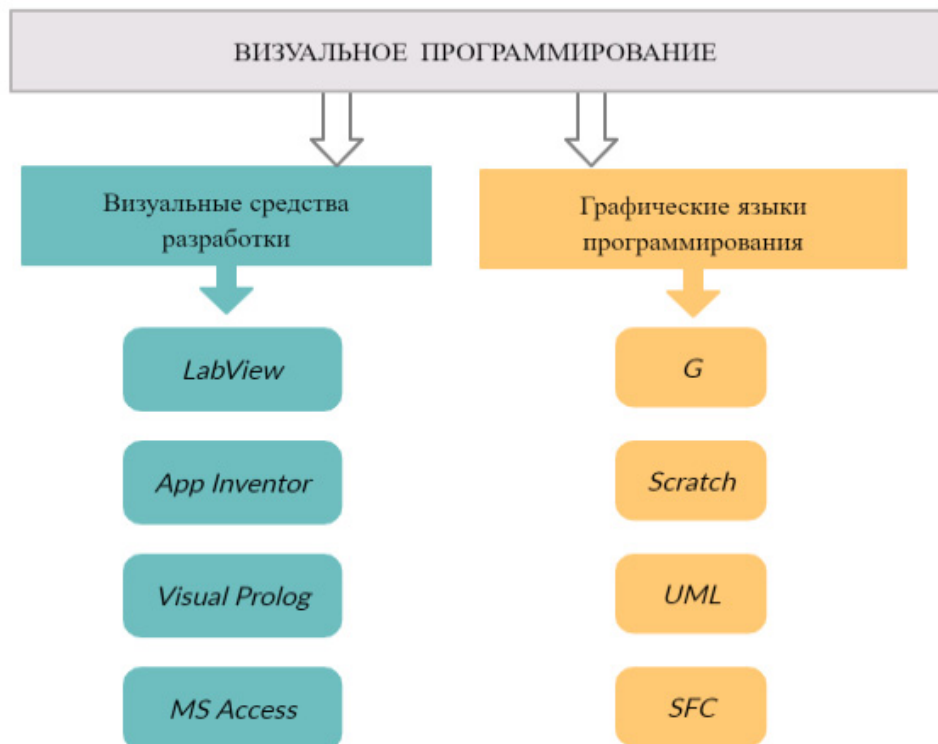 ВИЗУАЛЬНОЕ ПРОГРАММИРОВАНИЕ
Визуальные средства
разработки
Графические языки
программирования
LabView
App Inventor
Visual Prolog
MS Access
G
Scratch
UML
SFC